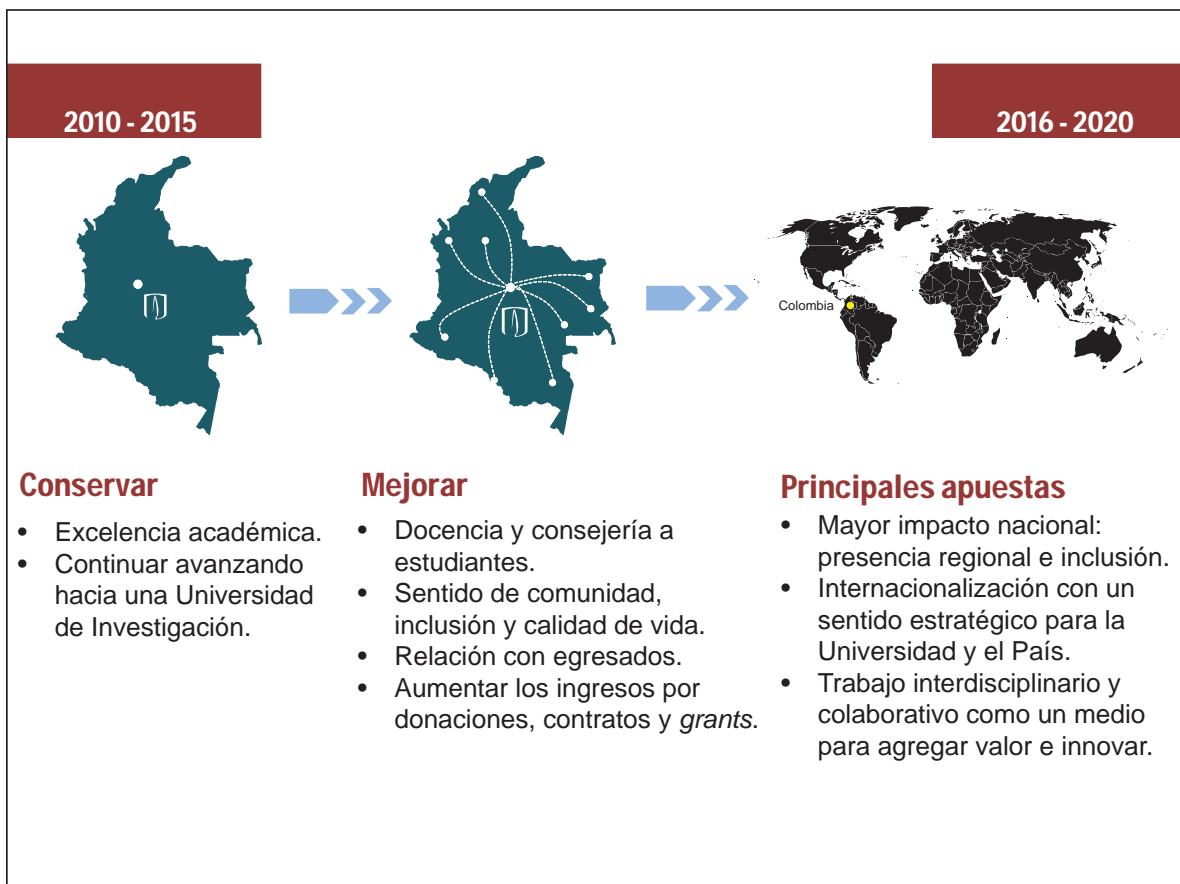 2010 - 2015
2016 - 2020
Colombia
Conservar
• Excelencia académica.
• Continuar avanzando
hacia una Universidad
de Investigación.
Mejorar
• Docencia y consejería a
estudiantes.
• Sentido de comunidad,
inclusión y calidad de vida.
• Relación con egresados.
• Aumentar los ingresos por
donaciones, contratos y grants.
Principales apuestas
• Mayor impacto nacional:
presencia regional e inclusión.
• Internacionalización con un
sentido estratégico para la
Universidad y el País.
• Trabajo interdisciplinario y
colaborativo como un medio
para agregar valor e innovar.